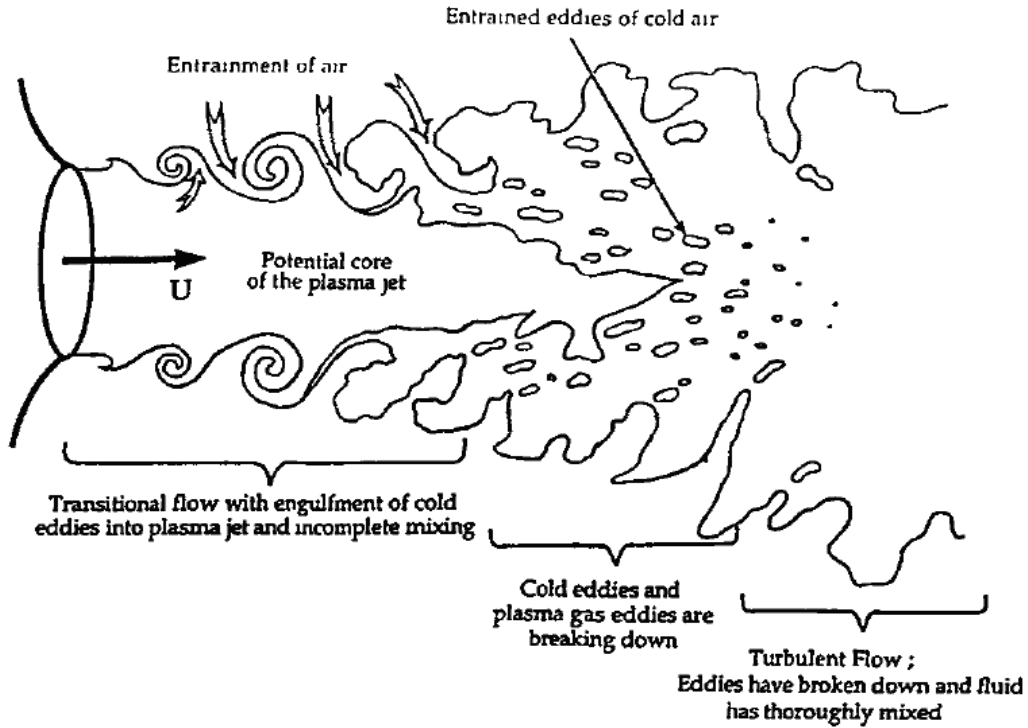 Entrained eddies of cold air
Entrainment of air
Potential core
of the plasma jet
U
Transitional flow with engulfment of cold
eddies into plasma jet and incomplete mixing
Cold eddies and
plasma gas eddies are
breaking down
Turbulent Flow ;
Eddies have broken down and fluid
has thoroughly mixed